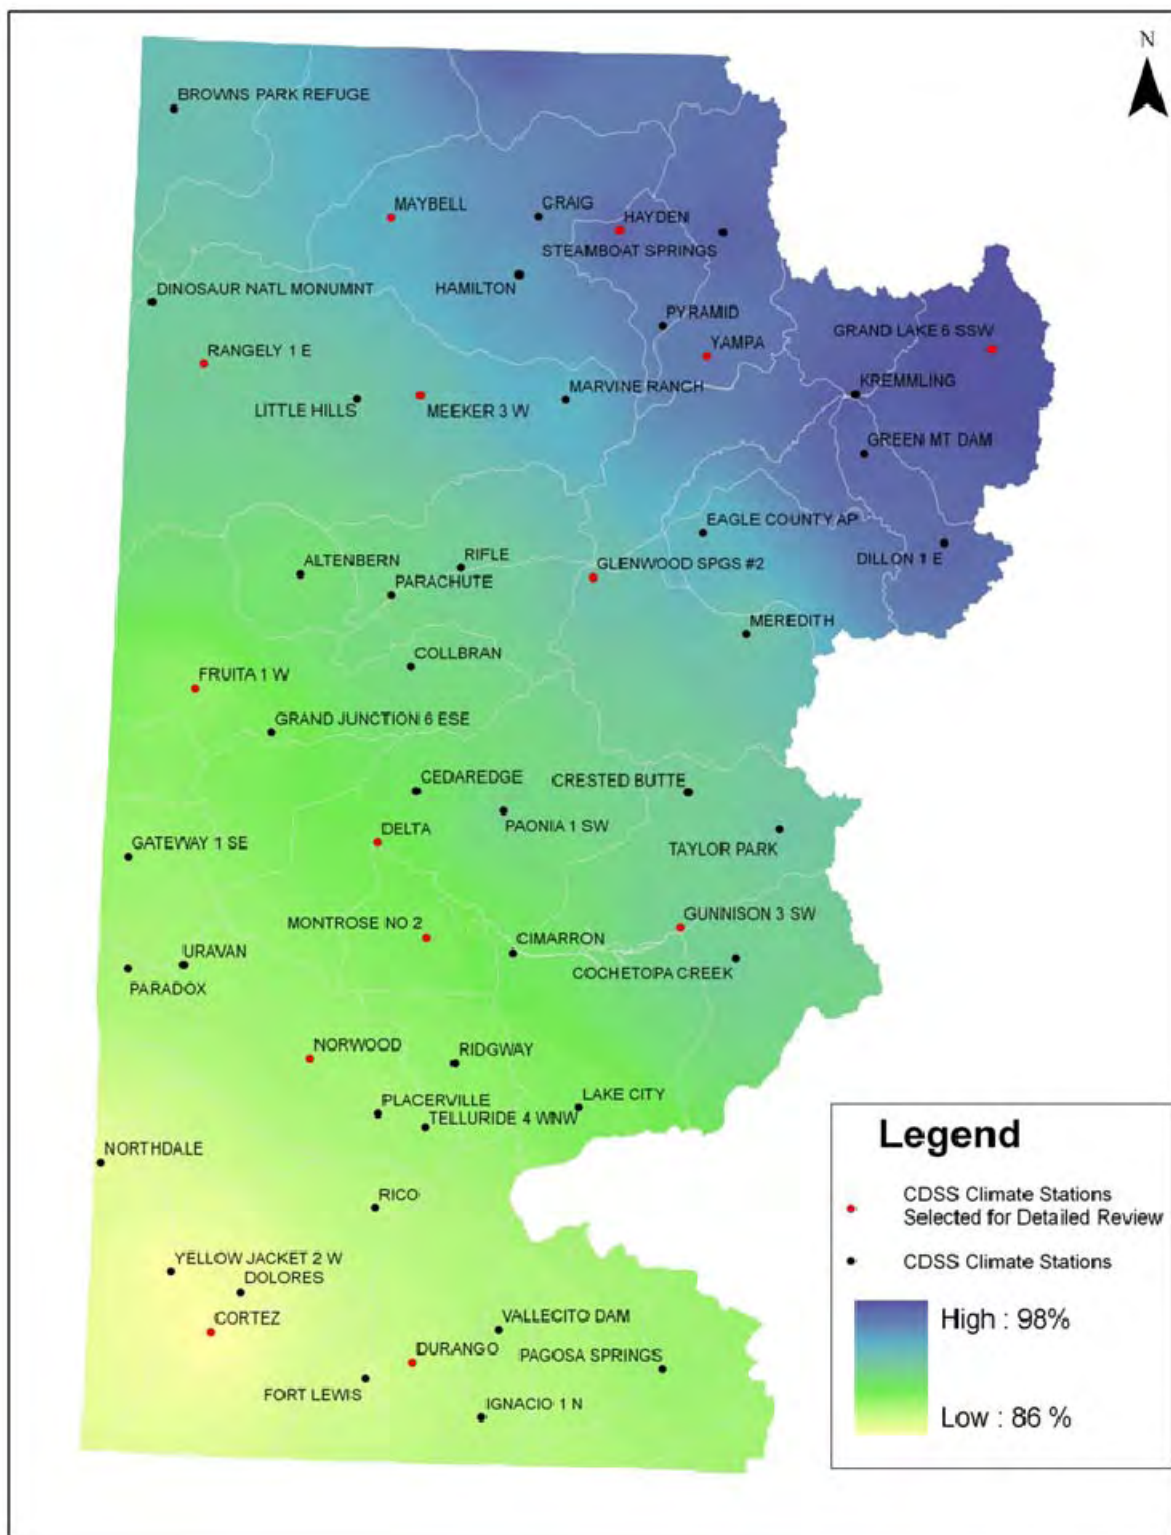 N
BROWNS PARK REFUGE
MAYBELL
CRAIG
HAYDEN
STEAMBOAT SPRINGS
HAMILTON
DINOSAUR NATL MONUMNT
PYRAMID
GRAND LAKE 6 SSW
RANGELY 1 E
YAMPA
KREMMLING
MARVINE RANCH
LITTLE HILLS
MEEKER 3 W
GREEN MT DAM
EAGLE COUNTY AP
DILLON 1 E
ALTENBERN
RIFLE
GLENWOOD SPGS #2
PARACHUTE
MEREDITH
COLLBRAN
FRUITA 1 W
GRAND JUNCTION 6 ESE
CEDAREDGE
CRESTED BUTTE
PAONIA 1 SW
DELTA
GATEWAY 1 SE
TAYLOR PARK
GUNNISON 3 SW
MONTROSE NO 2
CIMARRON
URAVAN
COCHETOPA CREEK
PARADOX
NORWOOD
RIDGWAY
LAKE CITY
PLACERVILLE
TELLURIDE 4 WNW
NORTHDALE
RICO
YELLOW JACKET 2 W
DOLORES
CORTEZ
VALLECITO DAM
DURANGO
PAGOSA SPRINGS
FORT LEWIS
IGNACIO 1 N
Legend
CDSS Climate Stations
Selected for Detailed Review
CDSS Climate Stations
High : 98%
Low : 86 %